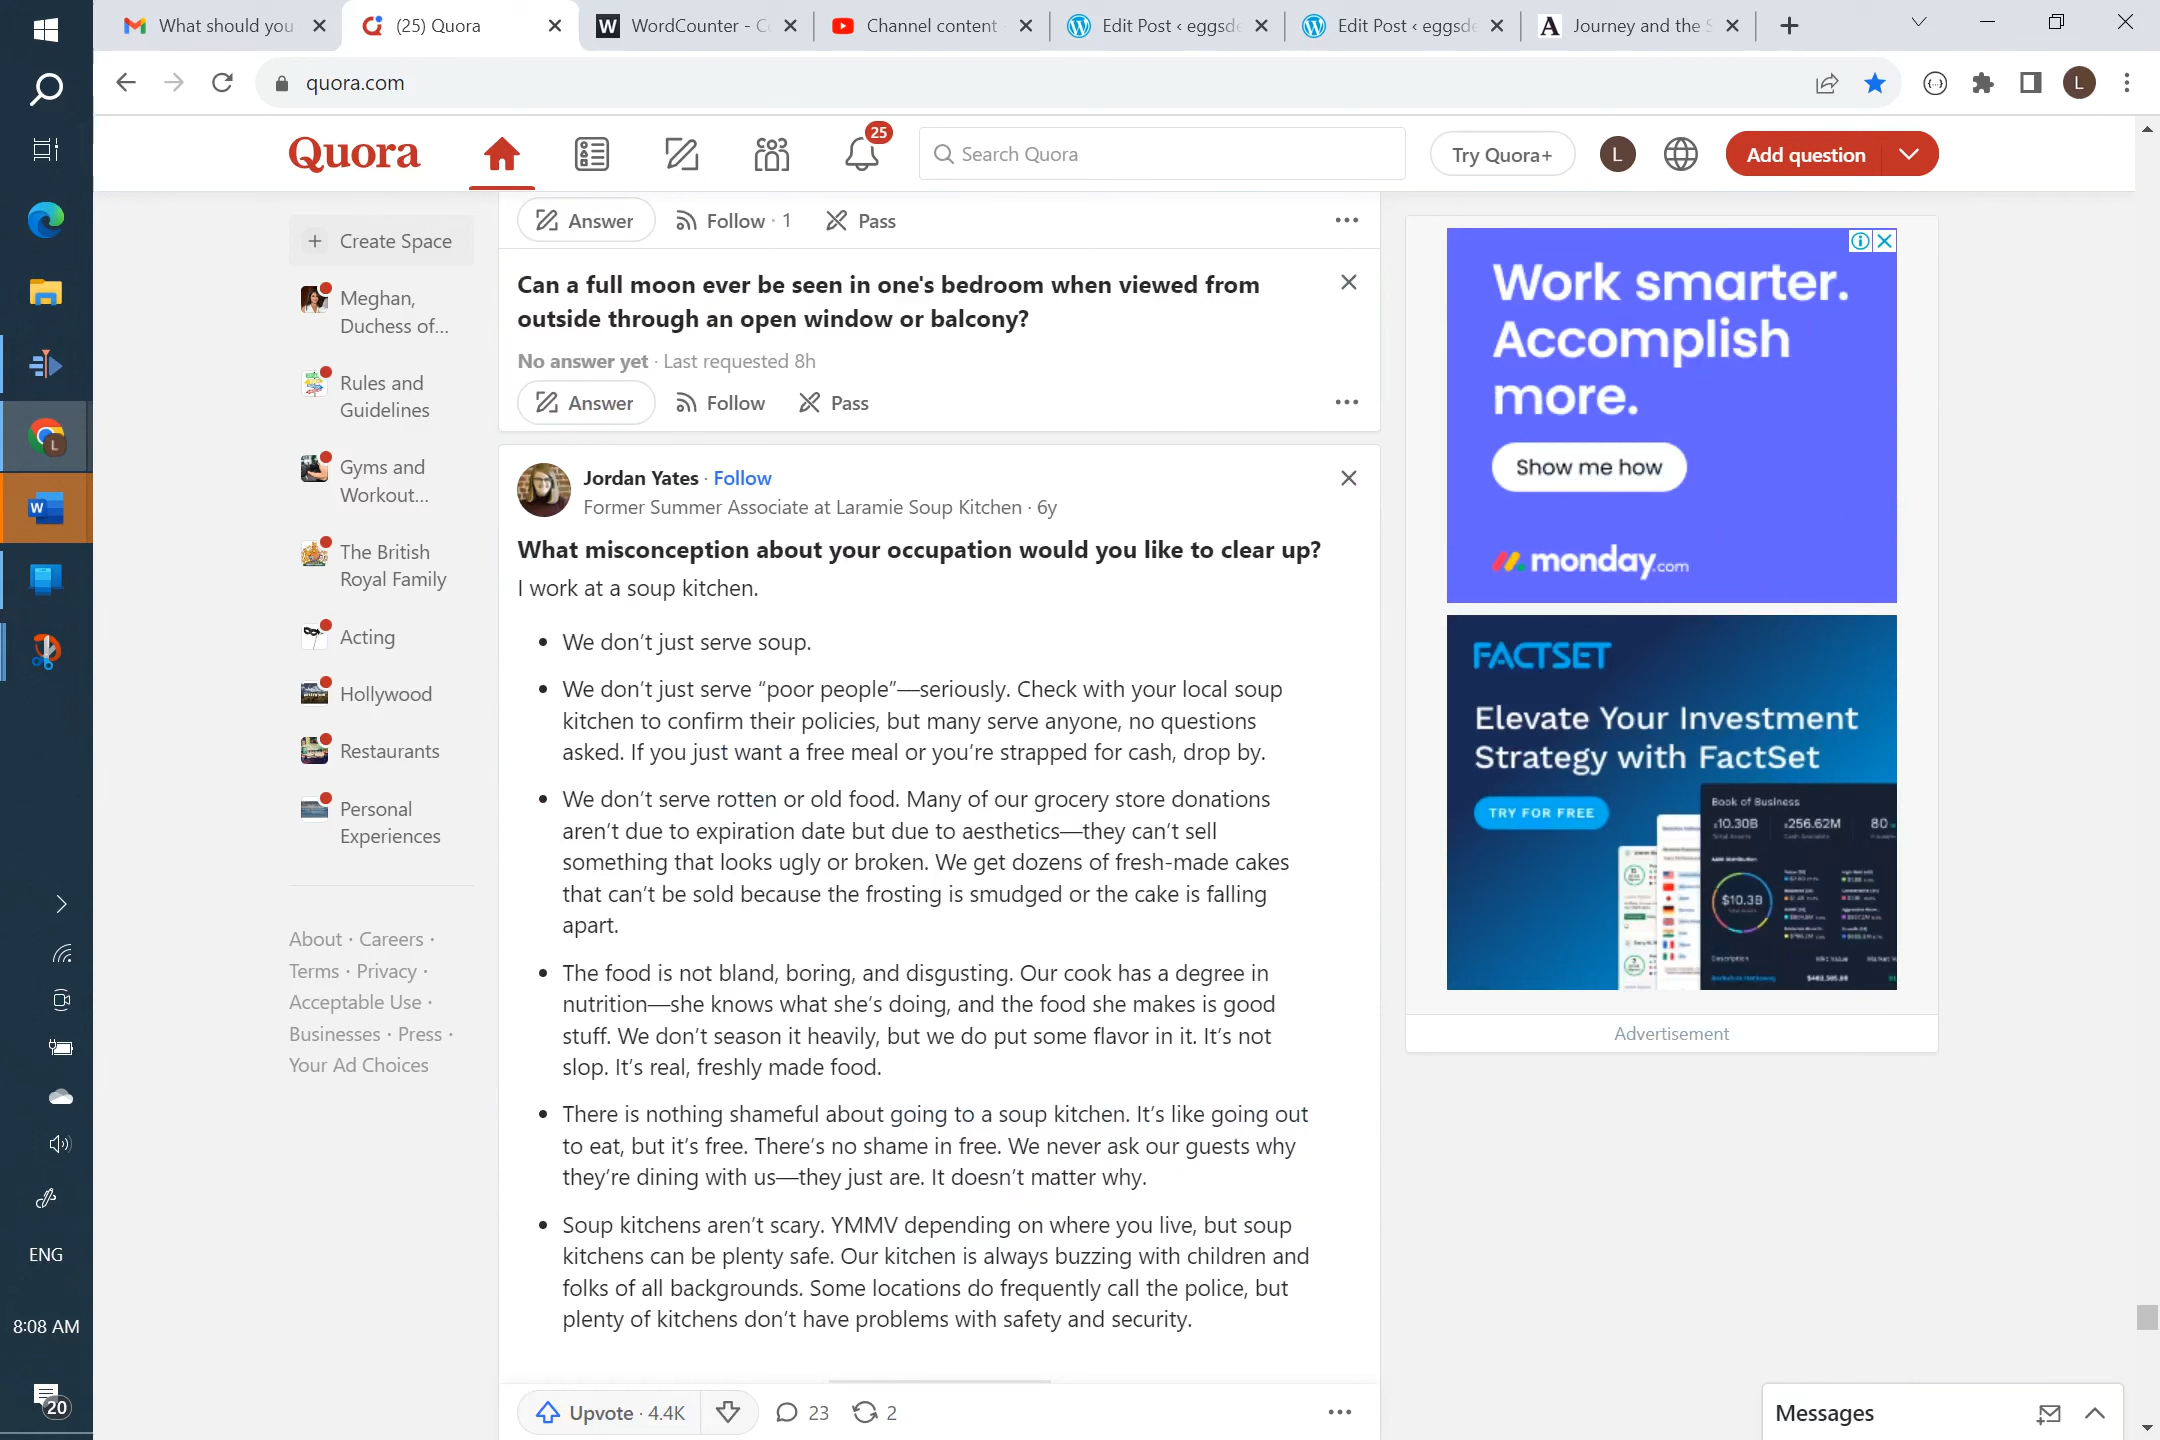 What should you
(25) Quora
WordCounter - C
Channel content
Edit Post ‹ eggsde
Edit Post ‹ eggsde
Journey and the S
quora.com
L
Quora
25
Search Quora
Try Quora+
L
Add question
Create Space
Meghan,
Duchess of...
Rules and
Guidelines
Gyms and
Workout...
The British
Royal Family
Acting
Hollywood
Restaurants
Personal
Experiences
About · Careers ·
Terms · Privacy ·
Acceptable Use ·
Businesses · Press ·
Your Ad Choices
Answer
Follow · 1
Pass
Can a full moon ever be seen in one's bedroom when viewed from
outside through an open window or balcony?
No answer yet · Last requested 8h
Answer
Follow
Pass
Jordan Yates · Follow
Former Summer Associate at Laramie Soup Kitchen · 6y
What misconception about your occupation would you like to clear up?
I work at a soup kitchen.
• We don’t just serve soup.
• We don’t just serve “poor people”—seriously. Check with your local soup
kitchen to confirm their policies, but many serve anyone, no questions
asked. If you just want a free meal or you’re strapped for cash, drop by.
• We don’t serve rotten or old food. Many of our grocery store donations
aren’t due to expiration date but due to aesthetics—they can’t sell
something that looks ugly or broken. We get dozens of fresh-made cakes
that can’t be sold because the frosting is smudged or the cake is falling
apart.
• The food is not bland, boring, and disgusting. Our cook has a degree in
nutrition—she knows what she’s doing, and the food she makes is good
stuff. We don’t season it heavily, but we do put some flavor in it. It’s not
slop. It’s real, freshly made food.
• There is nothing shameful about going to a soup kitchen. It’s like going out
to eat, but it’s free. There’s no shame in free. We never ask our guests why
they’re dining with us—they just are. It doesn’t matter why.
• Soup kitchens aren’t scary. YMMV depending on where you live, but soup
kitchens can be plenty safe. Our kitchen is always buzzing with children and
folks of all backgrounds. Some locations do frequently call the police, but
plenty of kitchens don’t have problems with safety and security.
Upvote · 4.4K
23
2
Work smarter.
Accomplish
more.
Show me how
monday.com
FACTSET
Elevate Your Investment
Strategy with FactSet
TRY FOR FREE
Book of Business
10.30B
256.62M
80
$10.3B
Description
Advertisement
Messages
L
W
ENG
8:08 AM
20